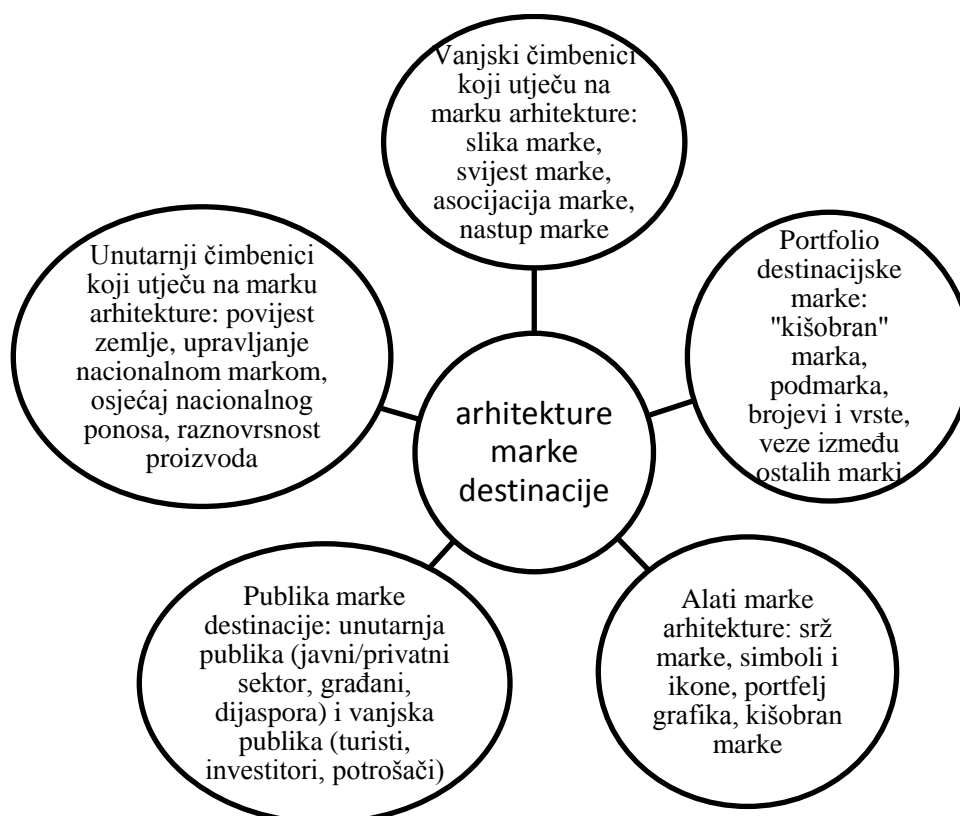 Vanjski čimbenici
koji utječu na
marku arhitekture:
slika marke,
svijest marke,
asocijacija marke,
nastup marke
Unutarnji čimbenici
koji utječu na marku
arhitekture: povijest
zemlje, upravljanje
nacionalnom markom,
osjećaj nacionalnog
ponosa, raznovrsnost
proizvoda
Portfolio
destinacijske
marke:
"kišobran"
marka,
podmarka,
brojevi i vrste,
veze između
ostalih marki
arhitekture
marke
destinacije
Publika marke
destinacije: unutarnja
publika (javni/privatni
sektor, građani,
dijaspora) i vanjska
publika (turisti,
investitori, potrošači)
Alati marke
arhitekture: srž
marke, simboli i
ikone, portfelj
grafika, kišobran
marke